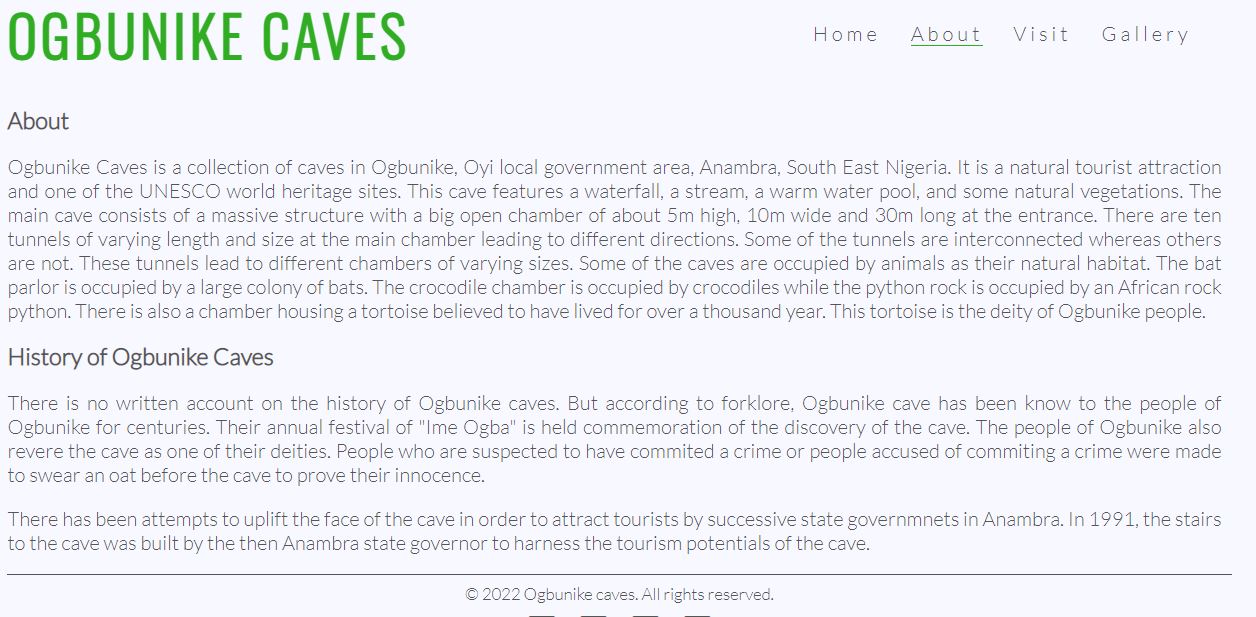 OGBUNIKE CAVES
Home About Visit Gallery
About
Ogbunike Caves is a collection of caves in Ogbunike, Oyi local government area, Anambra, South East Nigeria. It is a natural tourist attraction
and one of the UNESCO world heritage sites. This cave features a waterfall, a stream, a warm water pool, and some natural vegetations. The
main cave consists of a massive structure with a big open chamber of about 5m high, 10m wide and 30m long at the entrance. There are ten
tunnels of varying length and size at the main chamber leading to different directions. Some of the tunnels are interconnected whereas others
are not. These tunnels lead to different chambers of varying sizes. Some of the caves are occupied by animals as their natural habitat. The bat
parlor is occupied by a large colony of bats. The crocodile chamber is occupied by crocodiles while the python rock is occupied by an African rock
python. There is also a chamber housing a tortoise believed to have lived for over a thousand year. This tortoise is the deity of Ogbunike people.
History of Ogbunike Caves
There is no written account on the history of Ogbunike caves. But according to forklore, Ogbunike cave has been know to the people of
Ogbunike for centuries. Their annual festival of "Ime Ogba" is held commemoration of the discovery of the cave. The people of Ogbunike also
revere the cave as one of their deities. People who are suspected to have commited a crime or people accused of commiting a crime were made
to swear an oat before the cave to prove their innocence.
There has been attempts to uplift the face of the cave in order to attract tourists by successive state governmnets in Anambra. In 1991, the stairs
to the cave was built by the then Anambra state governor to harness the tourism potentials of the cave.
© 2022 Ogbunike caves. All rights reserved.